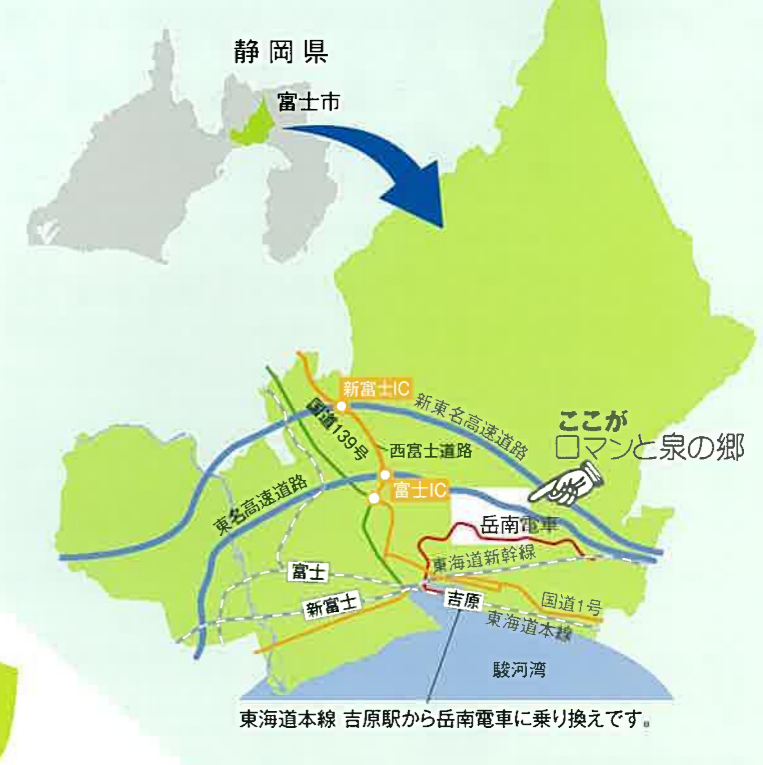 静岡県
富士市
新富士IC
国道139号
新東名高速道路
ここが
ロマンと泉の郷
西富士道路
富士IC
東名高速道路
岳南電車
東海道新幹線
富士
新富士
吉原
国道1号
東海道本線
駿河湾
東海道本線 吉原駅から岳南電車に乗り換えです。